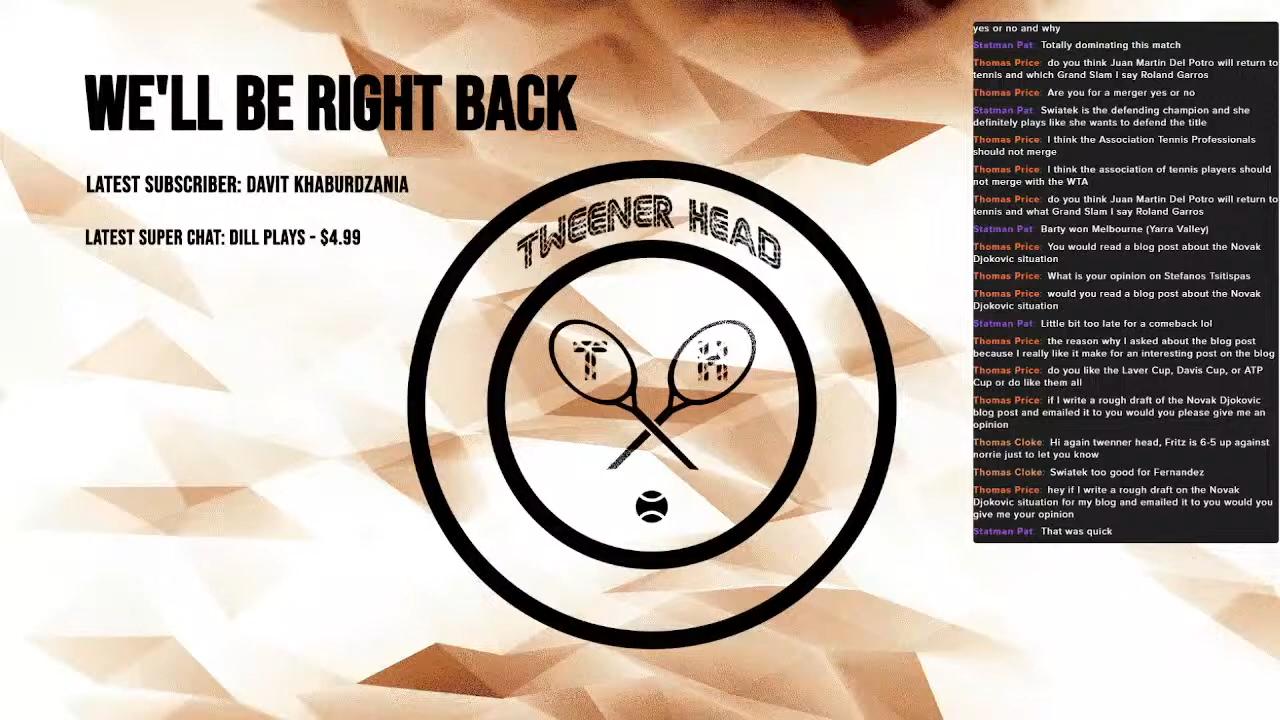 WE'LL BE RIGHT BACK
LATEST SUBSCRIBER: DAVIT KHABURDZANIA
LATEST SUPER CHAT: DILL PLAYS - $4.99
TWEENER HEAD
T H
yes or no and why
Statman Pat: Totally dominating this match
Thomas Price: do you think Juan Martin Del Potro will return to
tennis and which Grand Slam I say Roland Garros
Thomas Price: Are you for a merger yes or no
Statman Pat: Swiatek is the defending champion and she
definitely plays like she wants to defend the title
Thomas Price: I think the Association Tennis Professionals
should not merge
Thomas Price: I think the association of tennis players should
not merge with the WTA
Thomas Price: do you think Juan Martin Del Potro will return to
tennis and what Grand Slam I say Roland Garros
Statman Pat: Barty won Melbourne (Yarra Valley)
Thomas Price: You would read a blog post about the Novak
Djokovic situation
Thomas Price: What is your opinion on Stefanos Tsitispas
Thomas Price: would you read a blog post about the Novak
Djokovic situation
Statman Pat: Little bit too late for a comeback lol
Thomas Price: the reason why I asked about the blog post
because I really like it make for an interesting post on the blog
Thomas Price: do you like the Laver Cup, Davis Cup, or ATP
Cup or do like them all
Thomas Price: if I write a rough draft of the Novak Djokovic
blog post and emailed it to you would you please give me an
opinion
Thomas Cloke: Hi again twenner head, Fritz is 6-5 up against
norrie just to let you know
Thomas Cloke: Swiatek too good for Fernandez
Thomas Price: hey if I write a rough draft on the Novak
Djokovic situation for my blog and emailed it to you would you
give me your opinion
Statman Pat: That was quick